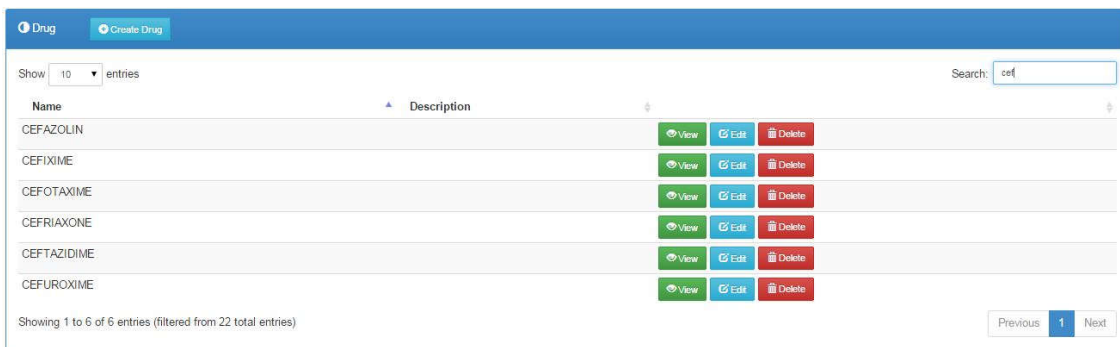 Drug Create Drug
Show 10 entries Search: cef
Name Description
CEFAZOLIN View Edit Delete
CEFIXIME View Edit Delete
CEFOTAXIME View Edit Delete
CEFRIAXONE View Edit Delete
CEFTAZIDIME View Edit Delete
CEFUROXIME View Edit Delete
Showing 1 to 6 of 6 entries (filtered from 22 total entries) Previous 1 Next